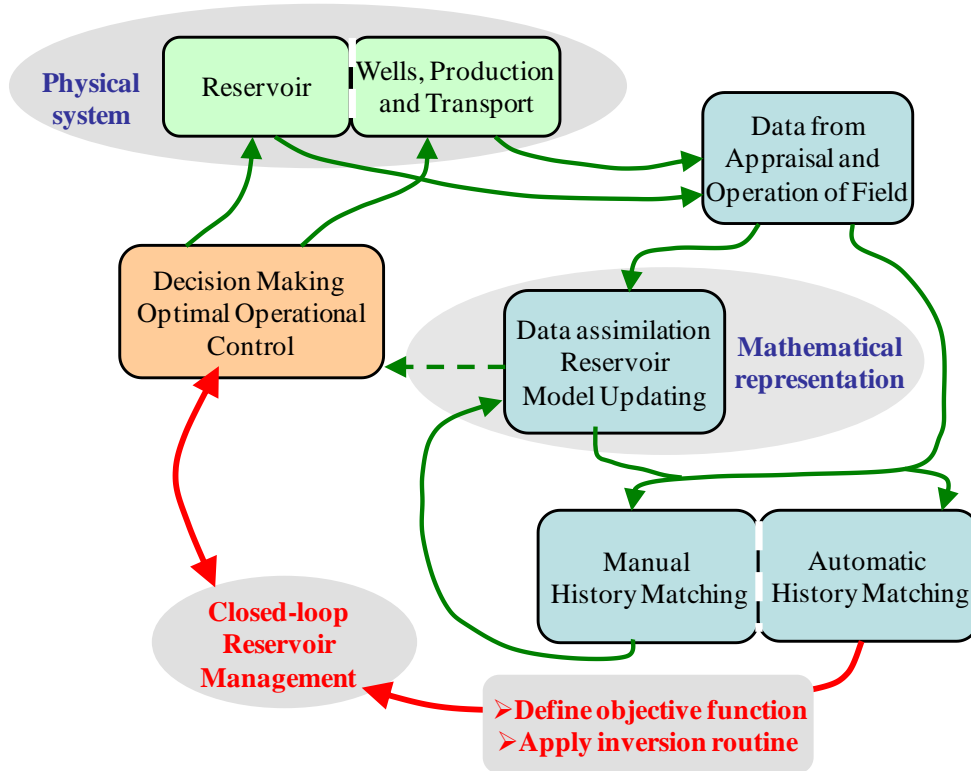 Physical
system
Reservoir
Wells, Production
and Transport
Data from
Appraisal and
Operation of Field
Decision Making
Optimal Operational
Control
Data assimilation
Reservoir
Model Updating
Mathematical
representation
Manual
History Matching
Automatic
History Matching
Closed-loop
Reservoir
Management
➢Define objective function
➢Apply inversion routine